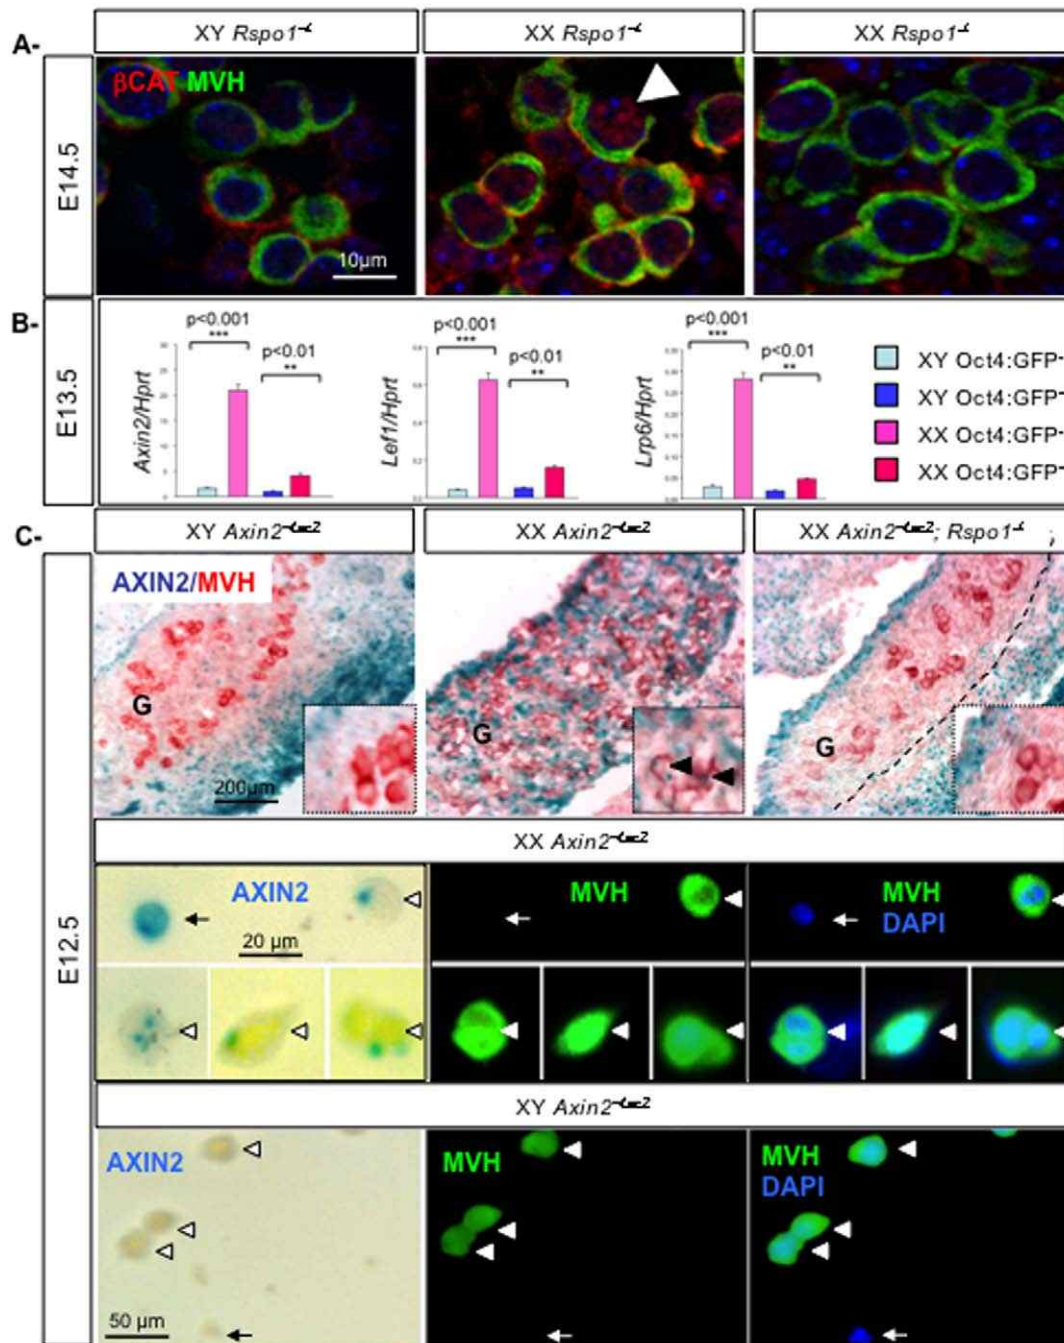 A-
XY Rspo1
XX Rspo1
XX Rspo1
E14.5
βCAT MVH
10µm
B-
E13.5
p<0.001
***
p<0.01
**
Axin2/Hprt
p<0.001
***
p<0.01
**
Lef1/Hprt
p<0.001
***
p<0.01
**
Lrp6/Hprt
XY Oct4:GFP
XY Oct4:GFP
XX Oct4:GFP
XX Oct4:GFP
C-
XY Axin2
XX Axin2
XX Axin2 ; Rspo1
E12.5
AXIN2/MVH
G
200µm
G
G
XX Axin2
AXIN2
20 µm
MVH
MVH
DAPI
XY Axin2
AXIN2
50 µm
MVH
MVH
DAPI